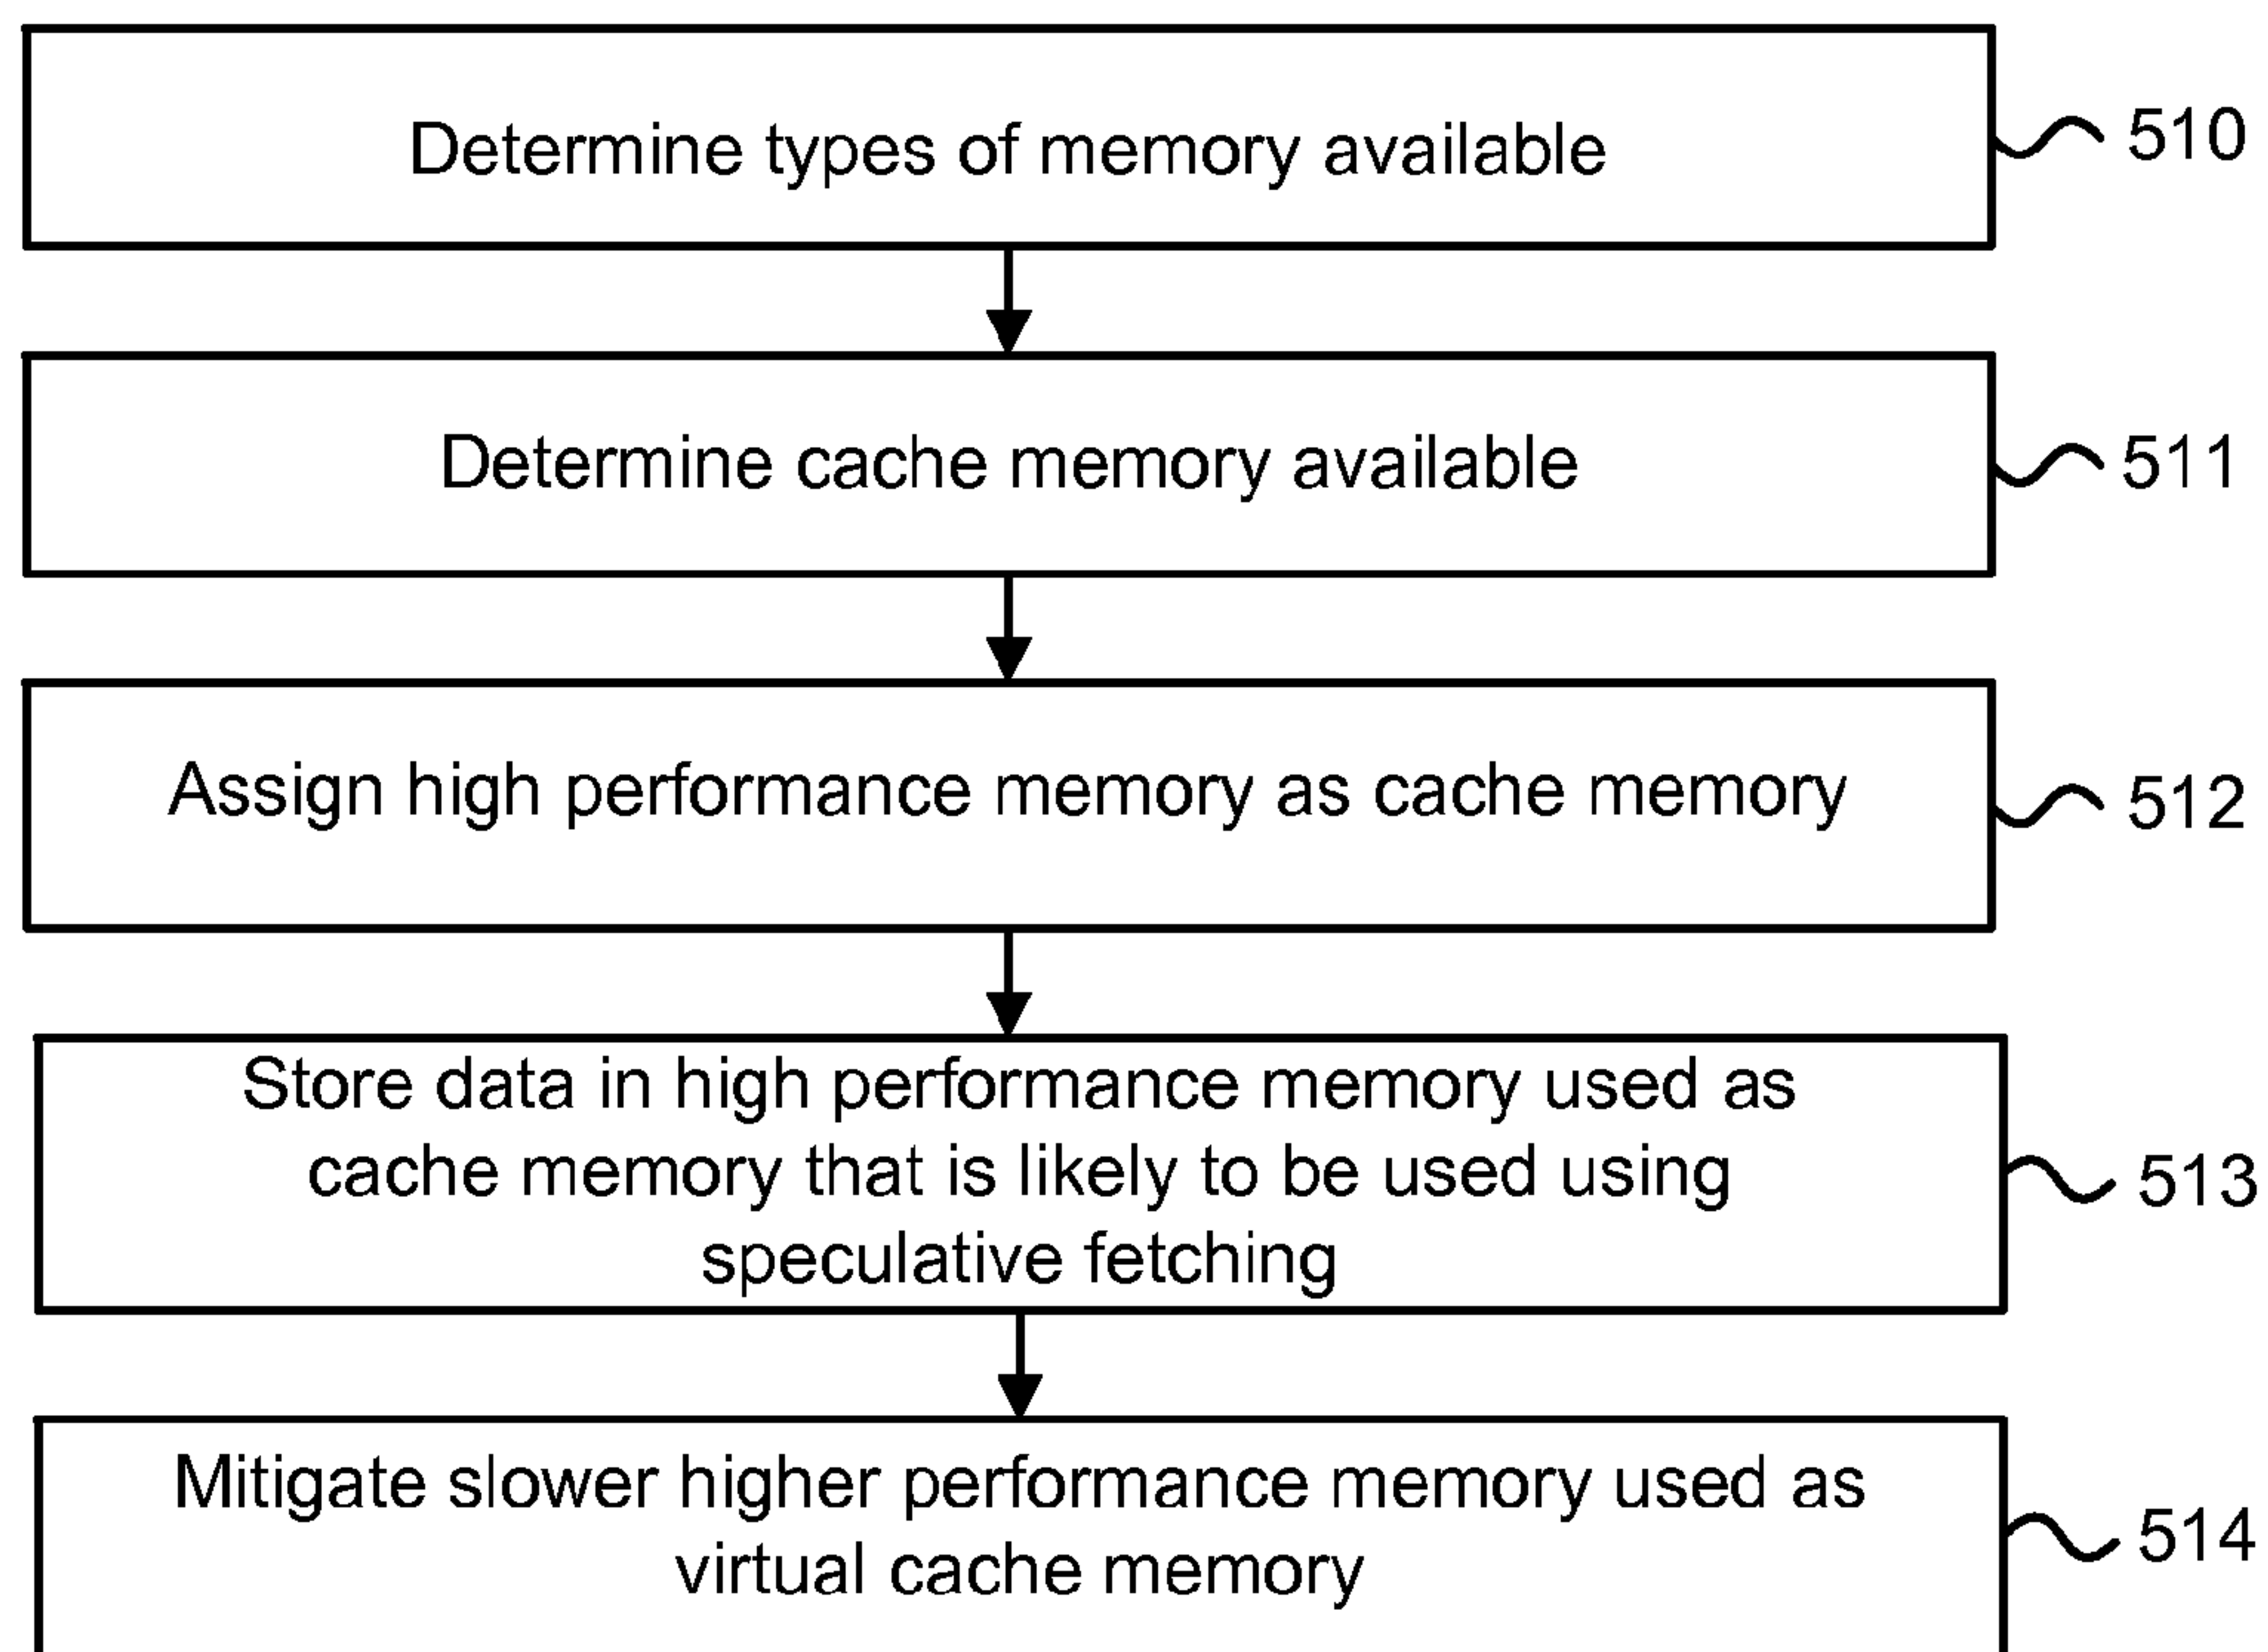 Determine types of memory available
510
Determine cache memory available
511
Assign high performance memory as cache memory
512
Store data in high performance memory used as
cache memory that is likely to be used using
speculative fetching
513
Mitigate slower higher performance memory used as
virtual cache memory
514